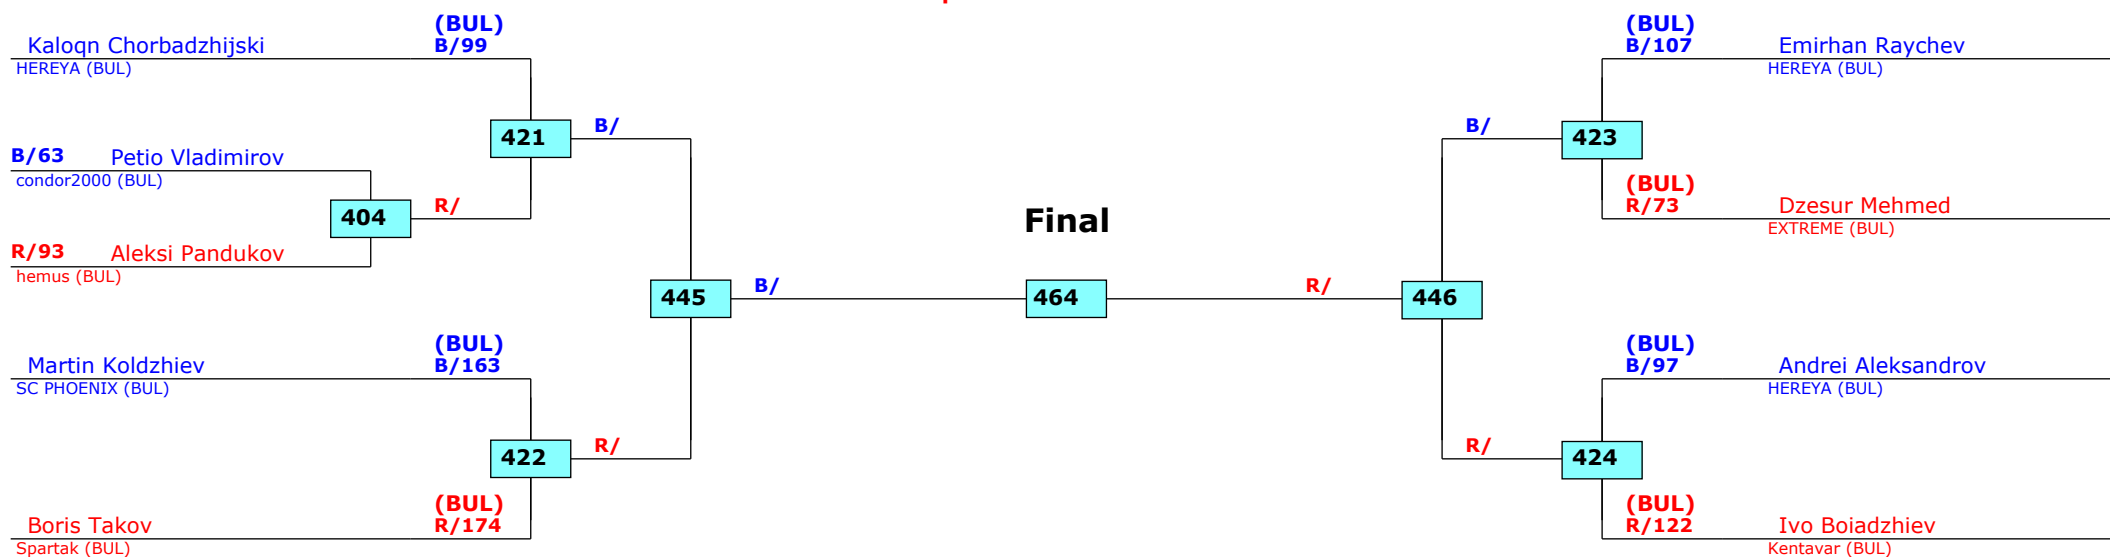 (BUL)
Kaloqn Chorbadzhijski B/99
HEREYA (BUL)
B/63 Petio Vladimirov
condor2000 (BUL)
R/93 Aleksi Pandukov
hemus (BUL)
404
R/
421
B/
(BUL)
Martin Koldzhiev B/163
SC PHOENIX (BUL)
422
R/
(BUL)
Boris Takov R/174
Spartak (BUL)
445
B/
Final
464
R/
446
(BUL)
B/107 Emirhan Raychev
HEREYA (BUL)
B/
423
(BUL)
R/73 Dzesur Mehmed
EXTREME (BUL)
(BUL)
B/97 Andrei Aleksandrov
HEREYA (BUL)
R/
424
(BUL)
R/122 Ivo Boiadzhiev
Kentavar (BUL)